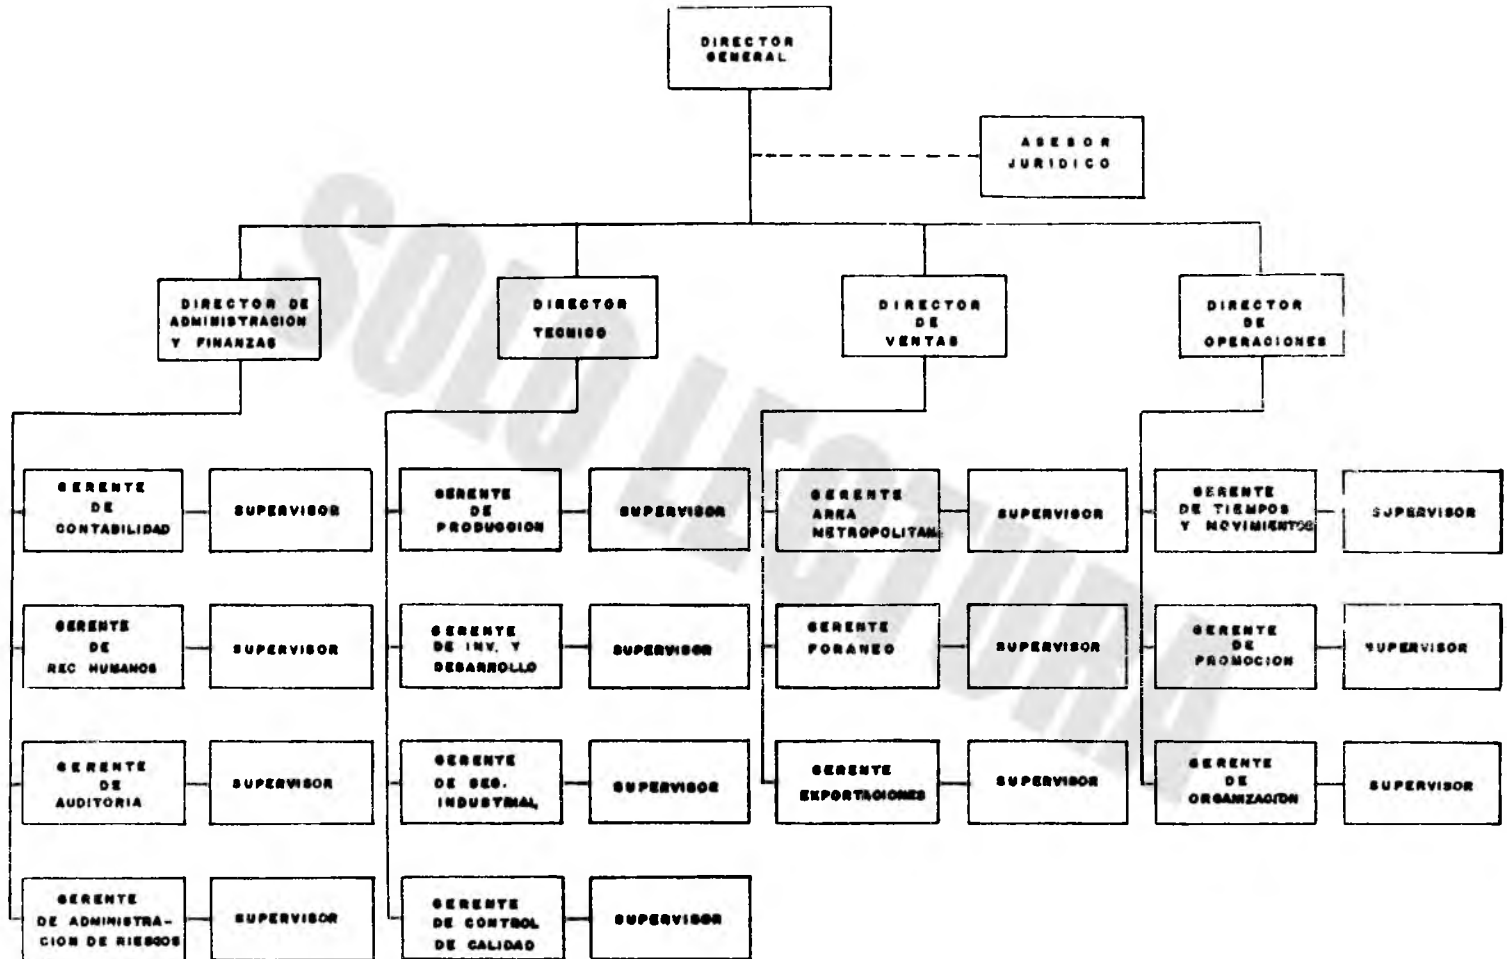 DIRECTOR
GENERAL
ASESOR
JURIDICO
DIRECTOR DE
ADMINISTRACION
Y FINANZAS
DIRECTOR
TECNICO
DIRECTOR
DE
VENTAS
DIRECTOR
DE
OPERACIONES
GERENTE
DE
CONTABILIDAD
SUPERVISOR
GERENTE
DE
PRODUCCION
SUPERVISOR
GERENTE
AREA
METROPOLITANA
SUPERVISOR
GERENTE
DE TIEMPOS
Y MOVIMIENTOS
SUPERVISOR
GERENTE
DE
REC HUMANOS
SUPERVISOR
GERENTE
DE INV. Y
DESARROLLO
SUPERVISOR
GERENTE
FORANEO
SUPERVISOR
GERENTE
DE
PROMOCION
SUPERVISOR
GERENTE
DE
AUDITORIA
SUPERVISOR
GERENTE
DE SEG.
INDUSTRIAL
SUPERVISOR
GERENTE
EXPORTACIONES
SUPERVISOR
GERENTE
DE
ORGANIZACION
SUPERVISOR
GERENTE
DE ADMINISTRA-
CION DE RIESGOS
SUPERVISOR
GERENTE
DE CONTROL
DE CALIDAD
SUPERVISOR
SOLO LECTURA